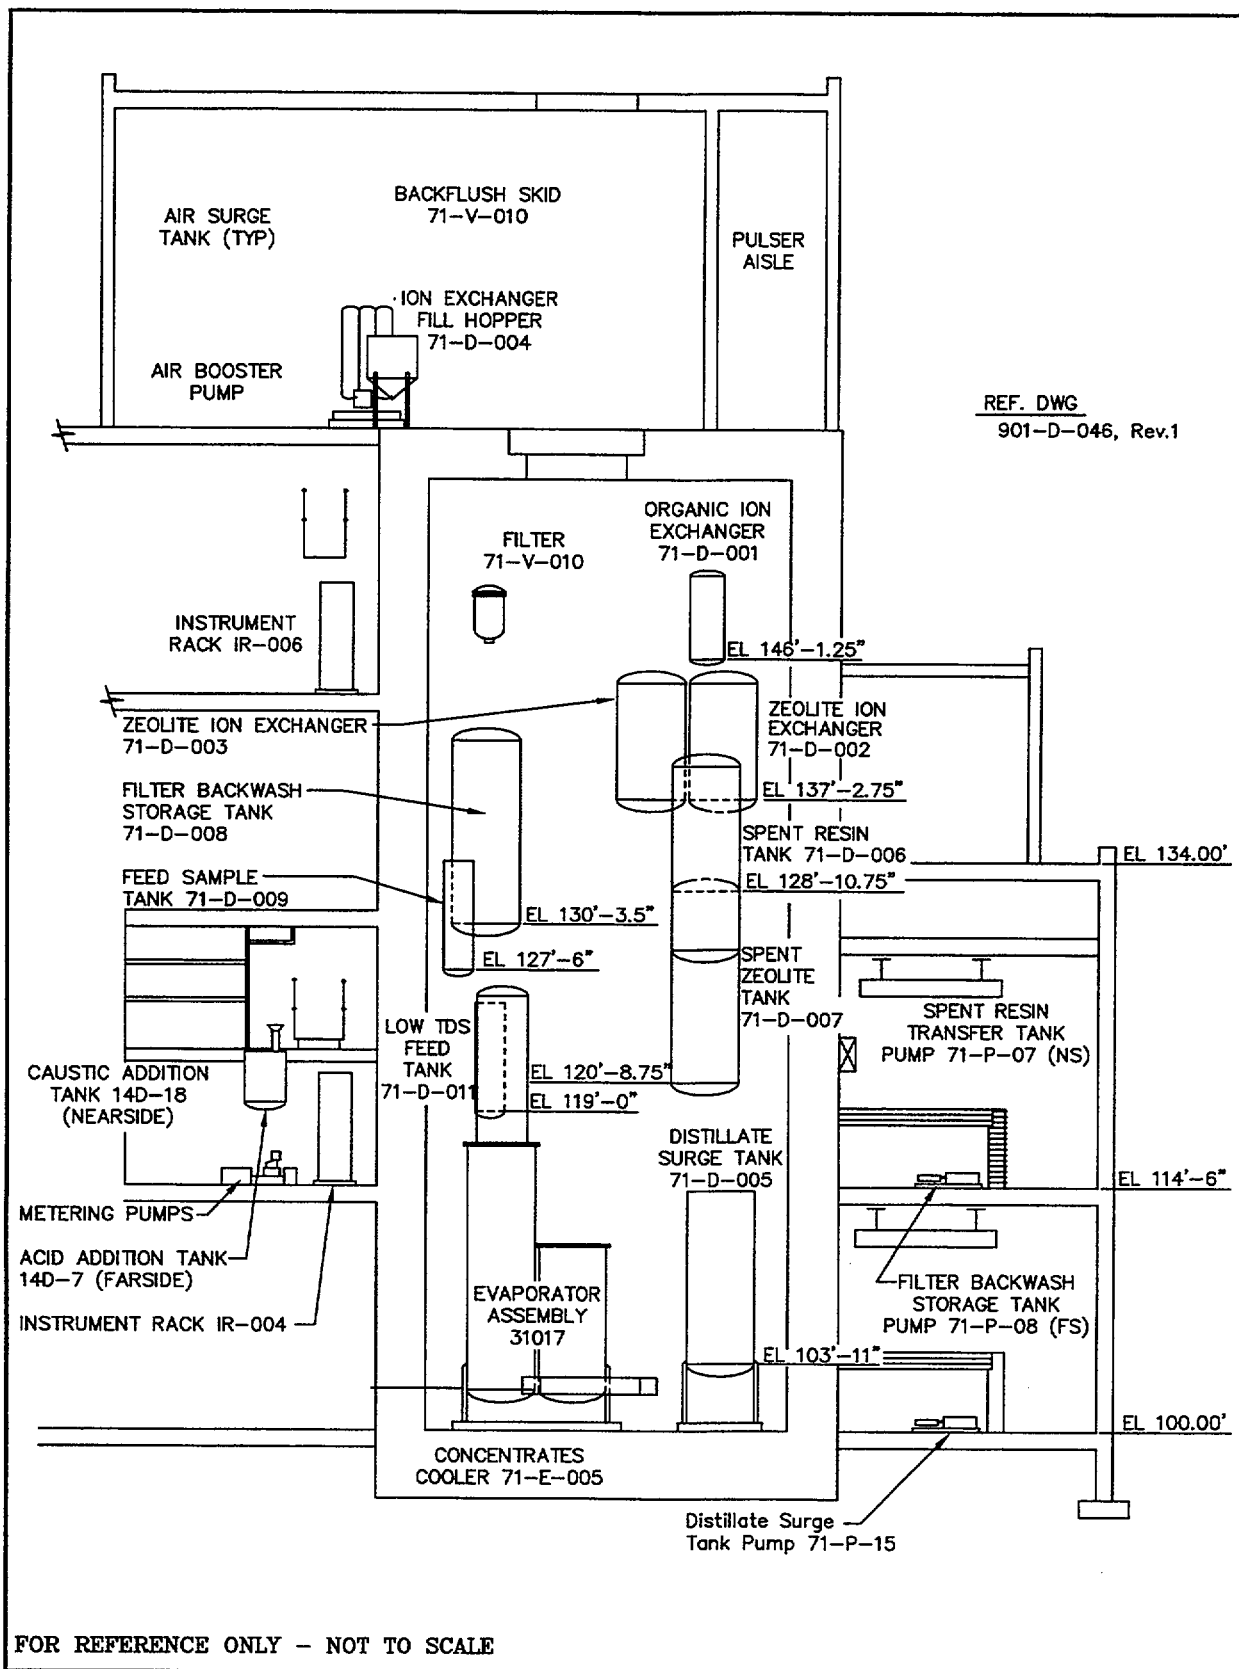 BACKFLUSH SKID
71-V-010
AIR SURGE
TANK (TYP)
PULSER
AISLE
ION EXCHANGER
FILL HOPPER
71-D-004
AIR BOOSTER
PUMP
REF. DWG
901-D-046, Rev.1
ORGANIC ION
EXCHANGER
71-D-001
FILTER
71-V-010
INSTRUMENT
RACK IR-006
EL 146'-1.25"
ZEOLITE ION EXCHANGER
71-D-003
ZEOLITE ION
EXCHANGER
71-D-002
FILTER BACKWASH
STORAGE TANK
71-D-008
EL 137'-2.75"
SPENT RESIN
TANK 71-D-006
EL 134.00'
FEED SAMPLE
TANK 71-D-009
EL 128'-10.75"
EL 130'-3.5"
EL 127'-6"
SPENT
ZEOLITE
TANK
71-D-007
SPENT RESIN
TRANSFER TANK
PUMP 71-P-07 (NS)
LOW TDS
FEED
TANK
71-D-011
CAUSTIC ADDITION
TANK 14D-18
(NEARSIDE)
EL 120'-8.75"
EL 119'-0"
DISTILLATE
SURGE TANK
71-D-005
EL 114'-6"
METERING PUMPS
ACID ADDITION TANK
14D-7 (FARSIDE)
INSTRUMENT RACK IR-004
EVAPORATOR
ASSEMBLY
31017
FILTER BACKWASH
STORAGE TANK
PUMP 71-P-08 (FS)
EL 103'-11"
EL 100.00'
CONCENTRATES
COOLER 71-E-005
Distillate Surge
Tank Pump 71-P-15
FOR REFERENCE ONLY - NOT TO SCALE